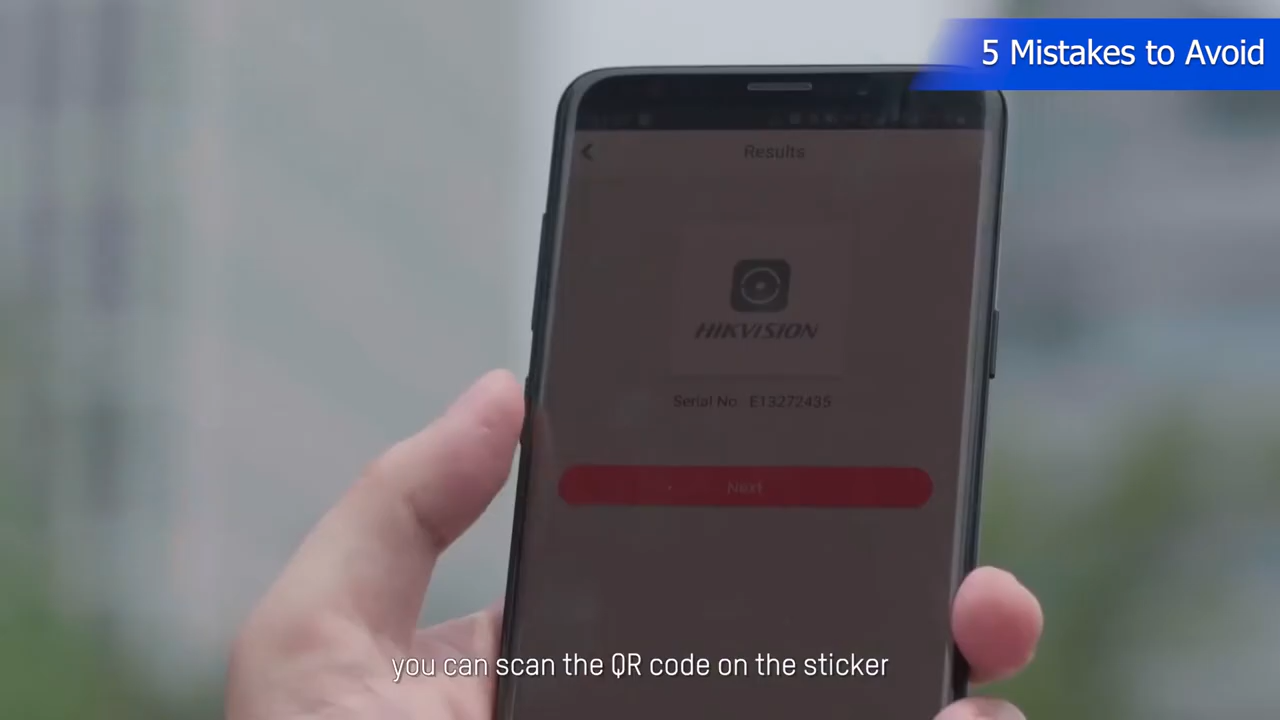 5 Mistakes to Avoid
Results
HIKVISION
Serial No E13272435
Next
you can scan the QR code on the sticker